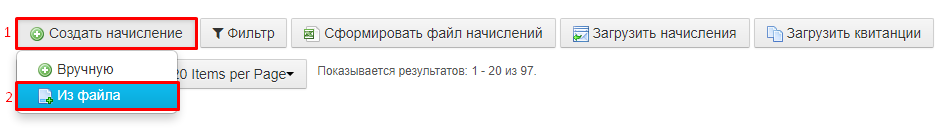 1 Создать начисление Фильтр Сформировать файл начислений Загрузить начисления Загрузить квитанции
Вручную
20 Items per Page Показывается результатов: 1 - 20 из 97.
2 Из файла